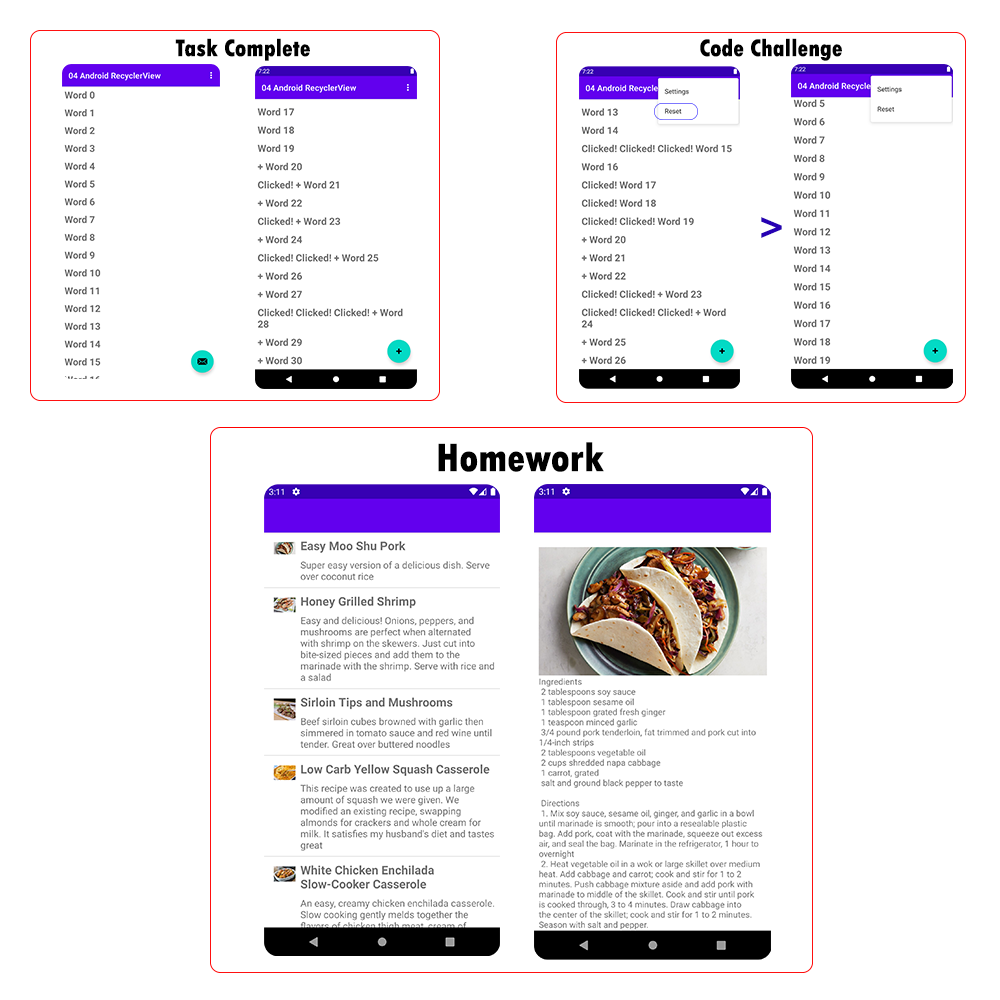 Task Complete
04 Android RecyclerView
Word 0
Word 1
Word 2
Word 3
Word 4
Word 5
Word 6
Word 7
Word 8
Word 9
Word 10
Word 11
Word 12
Word 13
Word 14
Word 15
7:22
04 Android RecyclerView
Word 17
Word 18
Word 19
+ Word 20
Clicked! + Word 21
+ Word 22
Clicked! + Word 23
+ Word 24
Clicked! Clicked! + Word 25
+ Word 26
+ Word 27
Clicked! Clicked! Clicked! + Word
28
+ Word 29
+ Word 30
+
Code Challenge
7:22
04 Android Recycle
Settings
Reset
Word 13
Word 14
Clicked! Clicked! Clicked! Word 15
Word 16
Clicked! Word 17
Clicked! Word 18
Clicked! Clicked! Word 19
+ Word 20
+ Word 21
+ Word 22
Clicked! + Word 23
Clicked! Clicked! Clicked! + Word
24
+ Word 25
+ Word 26
+
>
7:22
04 Android Recycle
Settings
Reset
Word 5
Word 6
Word 7
Word 8
Word 9
Word 10
Word 11
Word 12
Word 13
Word 14
Word 15
Word 16
Word 17
Word 18
Word 19
+
Homework
3:11
Easy Moo Shu Pork
Super easy version of a delicious dish. Serve
over coconut rice
Honey Grilled Shrimp
Easy and delicious! Onions, peppers, and
mushrooms are perfect when alternated
with shrimp on the skewers. Just cut into
bite-sized pieces and add them to the
marinade with the shrimp. Serve with rice and
a salad
Sirloin Tips and Mushrooms
Beef sirloin cubes browned with garlic then
simmered in tomato sauce and red wine until
tender. Great over buttered noodles
Low Carb Yellow Squash Casserole
This recipe was created to use up a large
amount of squash we were given. We
modified an existing recipe, swapping
almonds for crackers and whole cream for
milk. It satisfies my husband's diet and tastes
great
White Chicken Enchilada
Slow-Cooker Casserole
An easy, creamy chicken enchilada casserole.
Slow cooking gently melds together the
flavors of chicken thigh meat, cream of
3:11
Ingredients
2 tablespoons soy sauce
1 tablespoon sesame oil
1 tablespoon grated fresh ginger
1 teaspoon minced garlic
3/4 pound pork tenderloin, fat trimmed and pork cut into
1/4-inch strips
2 tablespoons vegetable oil
2 cups shredded napa cabbage
1 carrot, grated
salt and ground black pepper to taste
Directions
1. Mix soy sauce, sesame oil, ginger, and garlic in a bowl
until marinade is smooth; pour into a resealable plastic
bag. Add pork, coat with the marinade, squeeze out excess
air, and seal the bag. Marinate in the refrigerator, 1 hour to
overnight
2. Heat vegetable oil in a wok or large skillet over medium
heat. Add cabbage and carrot; cook and stir for 1 to 2
minutes. Push cabbage mixture aside and add pork with
marinade to middle of the skillet. Cook and stir until pork
is cooked through, 3 to 4 minutes. Draw cabbage into
the center of the skillet; cook and stir for 1 to 2 minutes.
Season with salt and pepper.